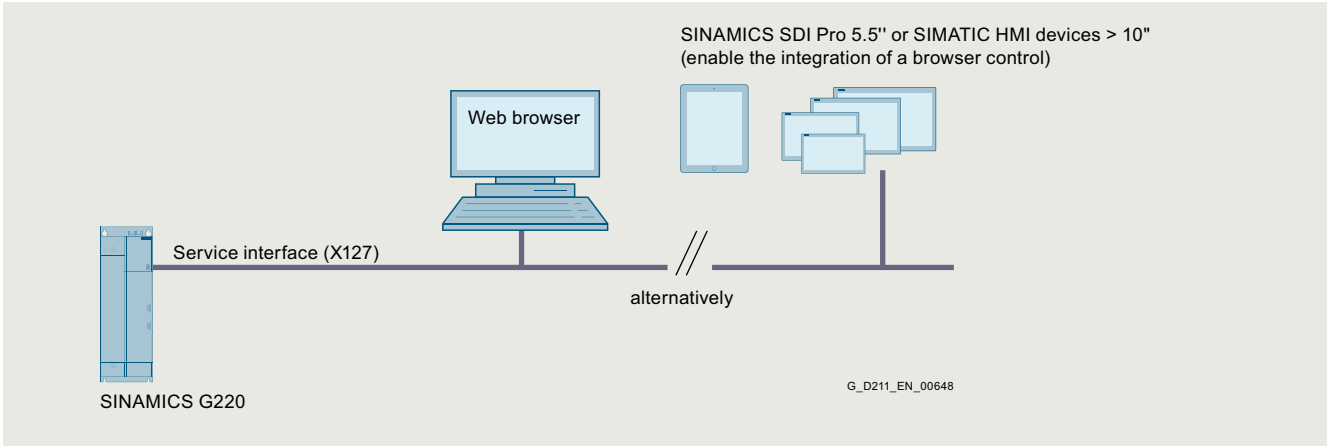 SINAMICS SDI Pro 5.5'' or SIMATIC HMI devices > 10"
(enable the integration of a browser control)
Web browser
Service interface (X127)
alternatively
G_D211_EN_00648
SINAMICS G220